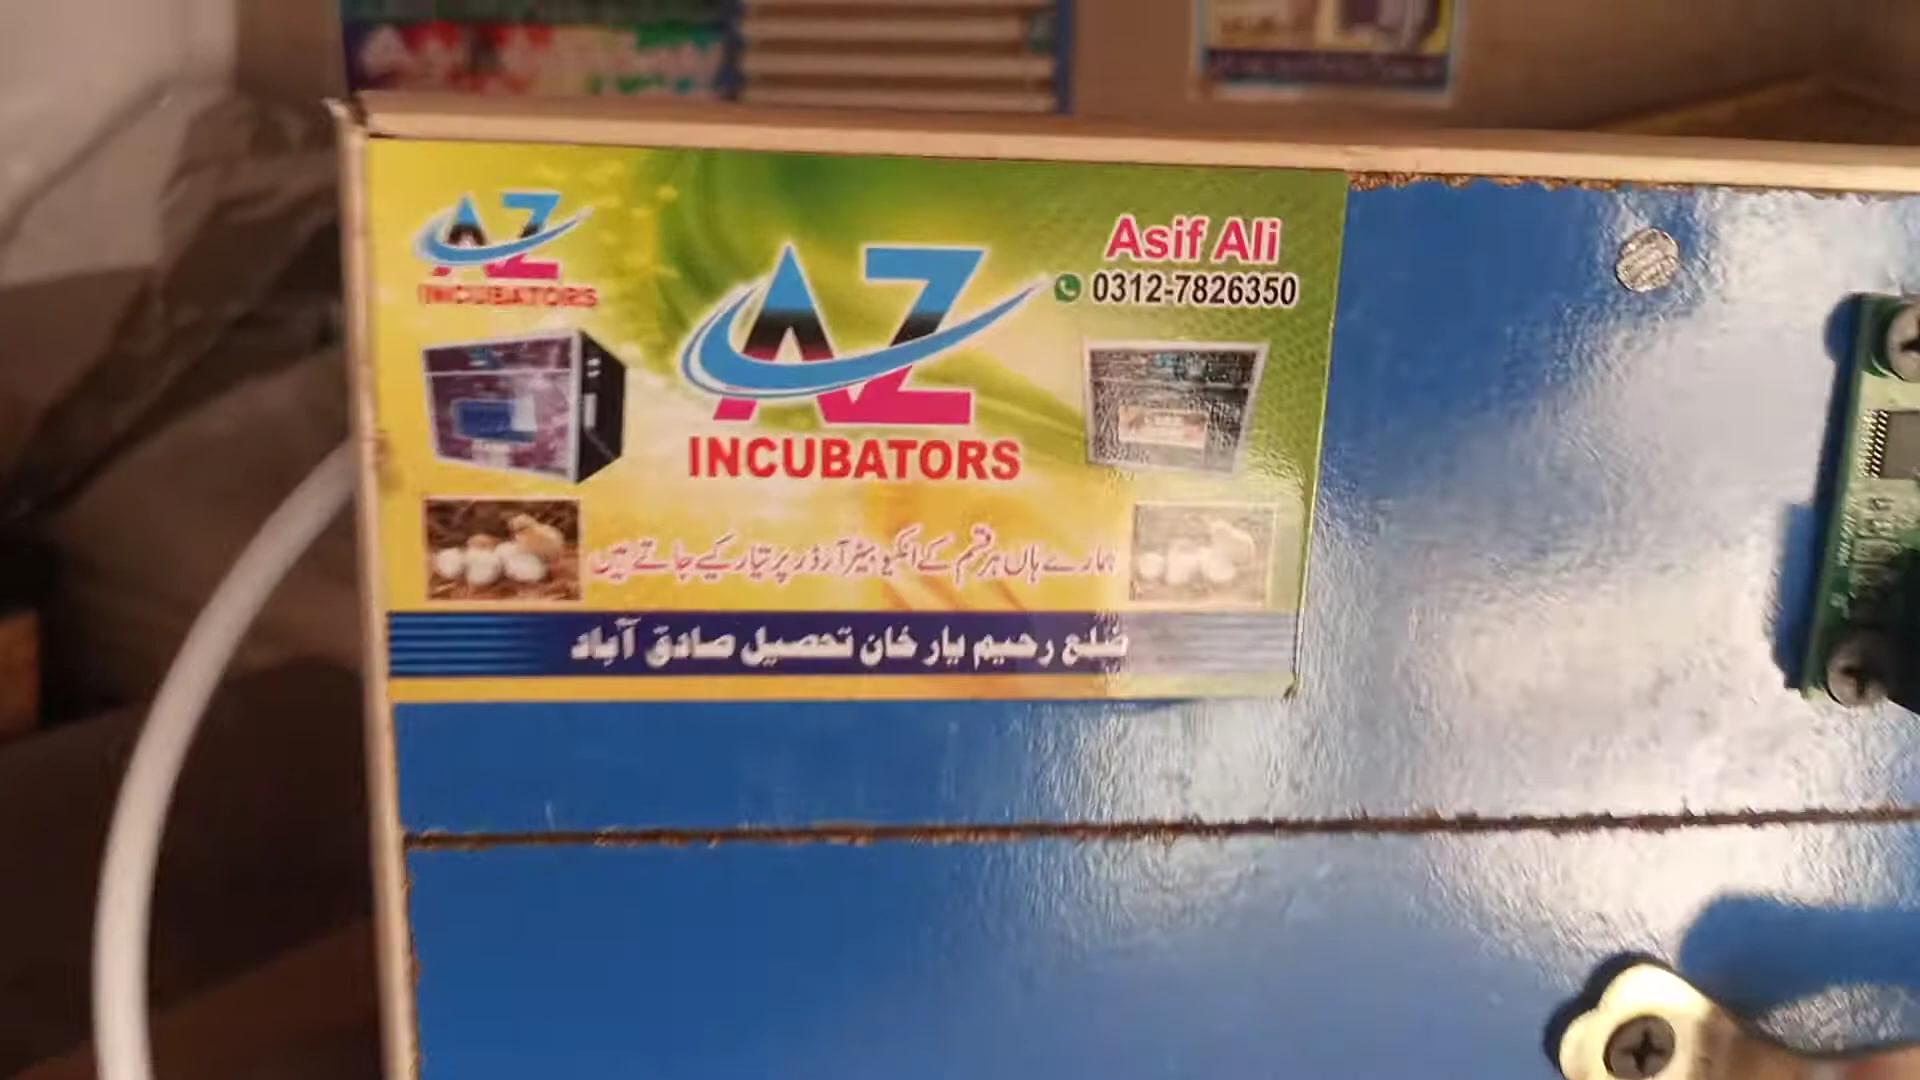 AZ
INCUBATORS
AZ
INCUBATORS
Asif Ali
0312-7826350
ہمارے ہاں ہر قسم کے انکیوبیٹر آرڈر پر تیار کیے جاتے ہیں
ضلع رحیم یار خان تحصیل صادق آباد